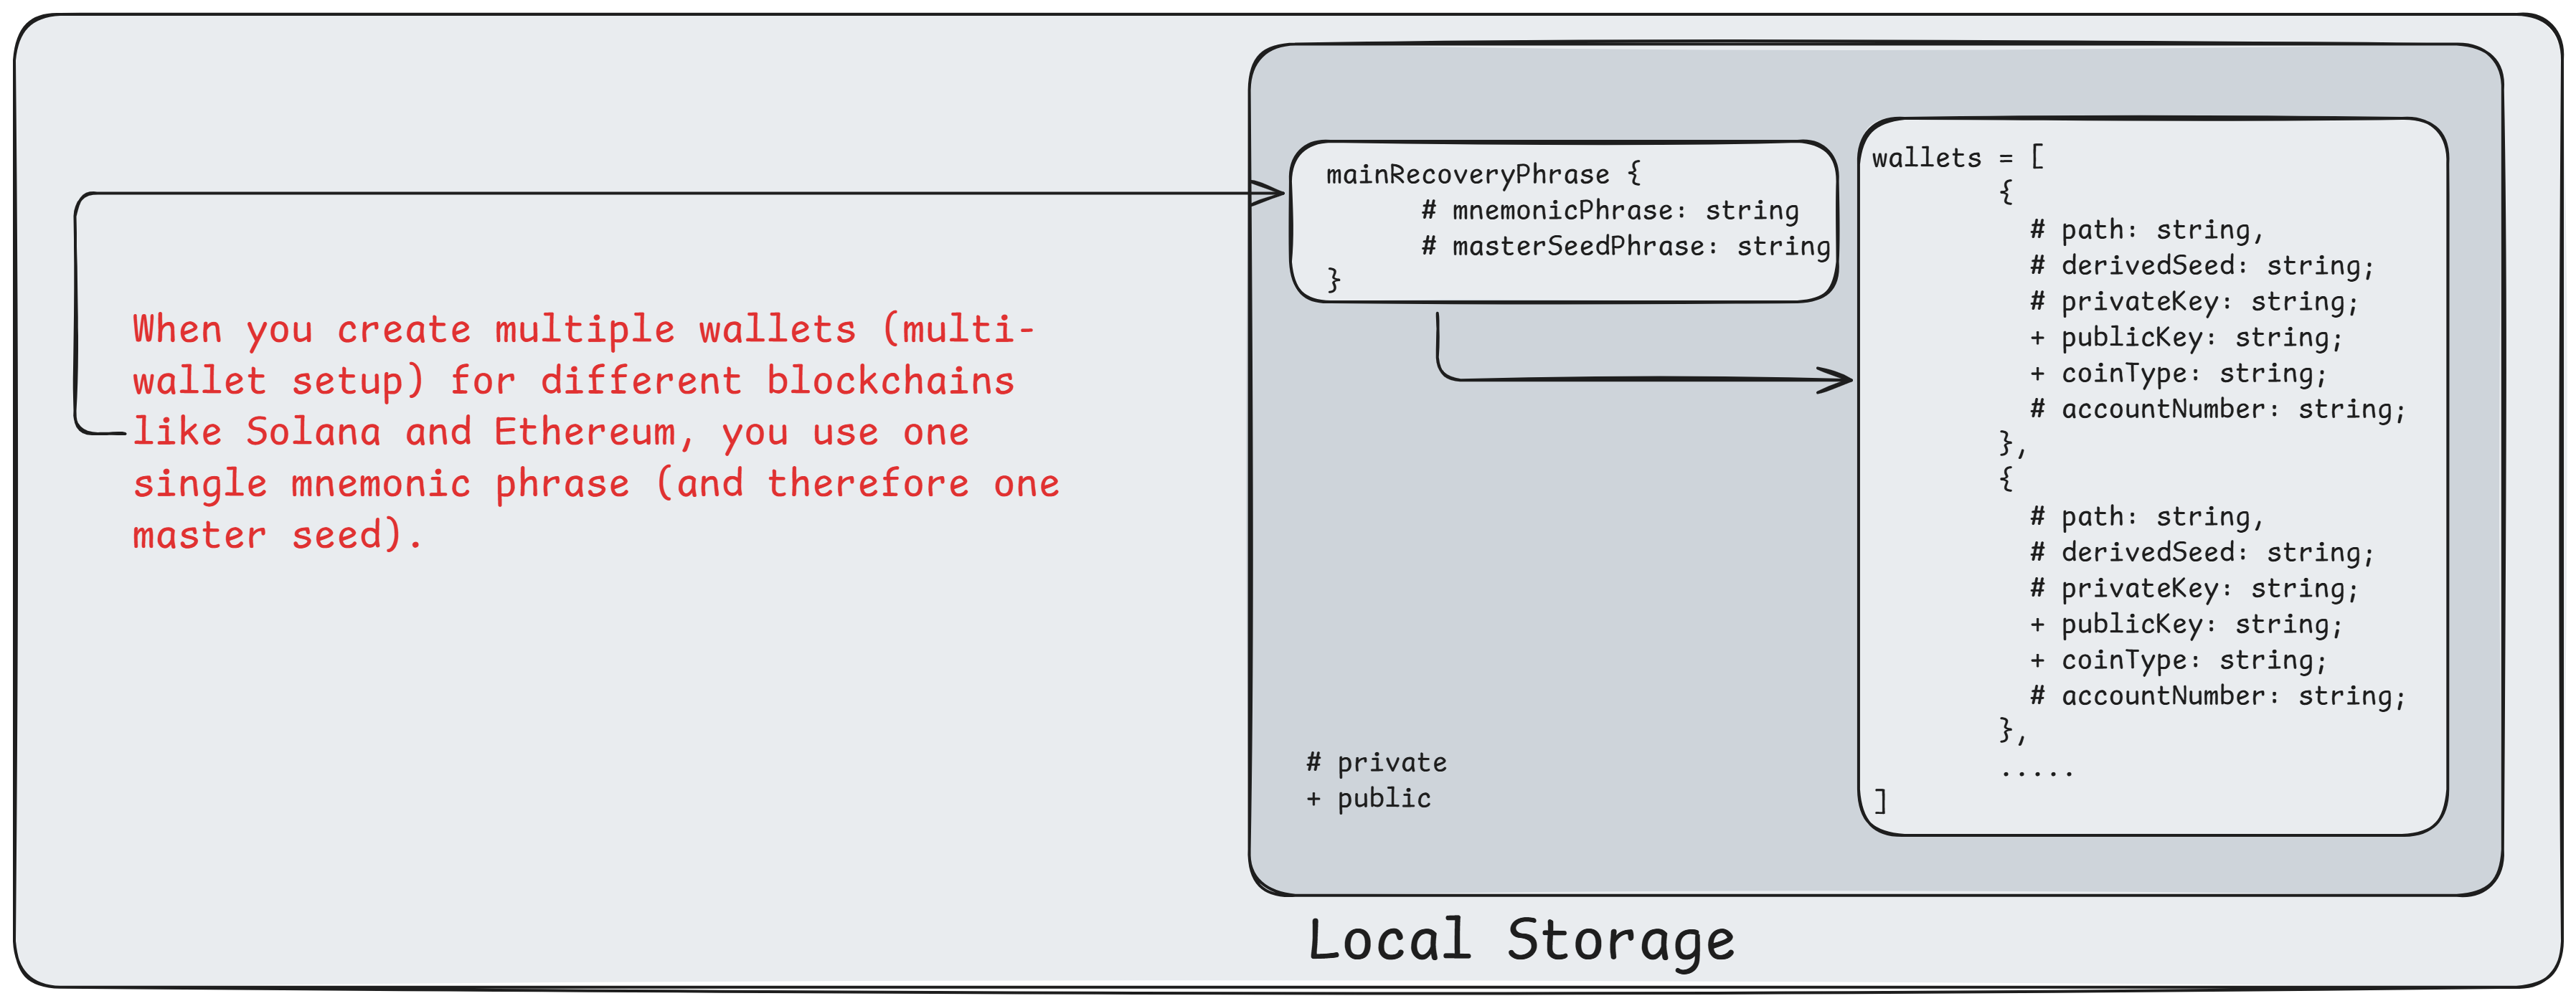 When you create multiple wallets (multi-
wallet setup) for different blockchains
like Solana and Ethereum, you use one
single mnemonic phrase (and therefore one
master seed).
mainRecoveryPhrase {
# mnemonicPhrase: string
# masterSeedPhrase: string
}
wallets = [
{
# path: string,
# derivedSeed: string;
# privateKey: string;
+ publicKey: string;
+ coinType: string;
# accountNumber: string;
},
{
# path: string,
# derivedSeed: string;
# privateKey: string;
+ publicKey: string;
+ coinType: string;
# accountNumber: string;
},
.....
]
# private
+ public
Local Storage